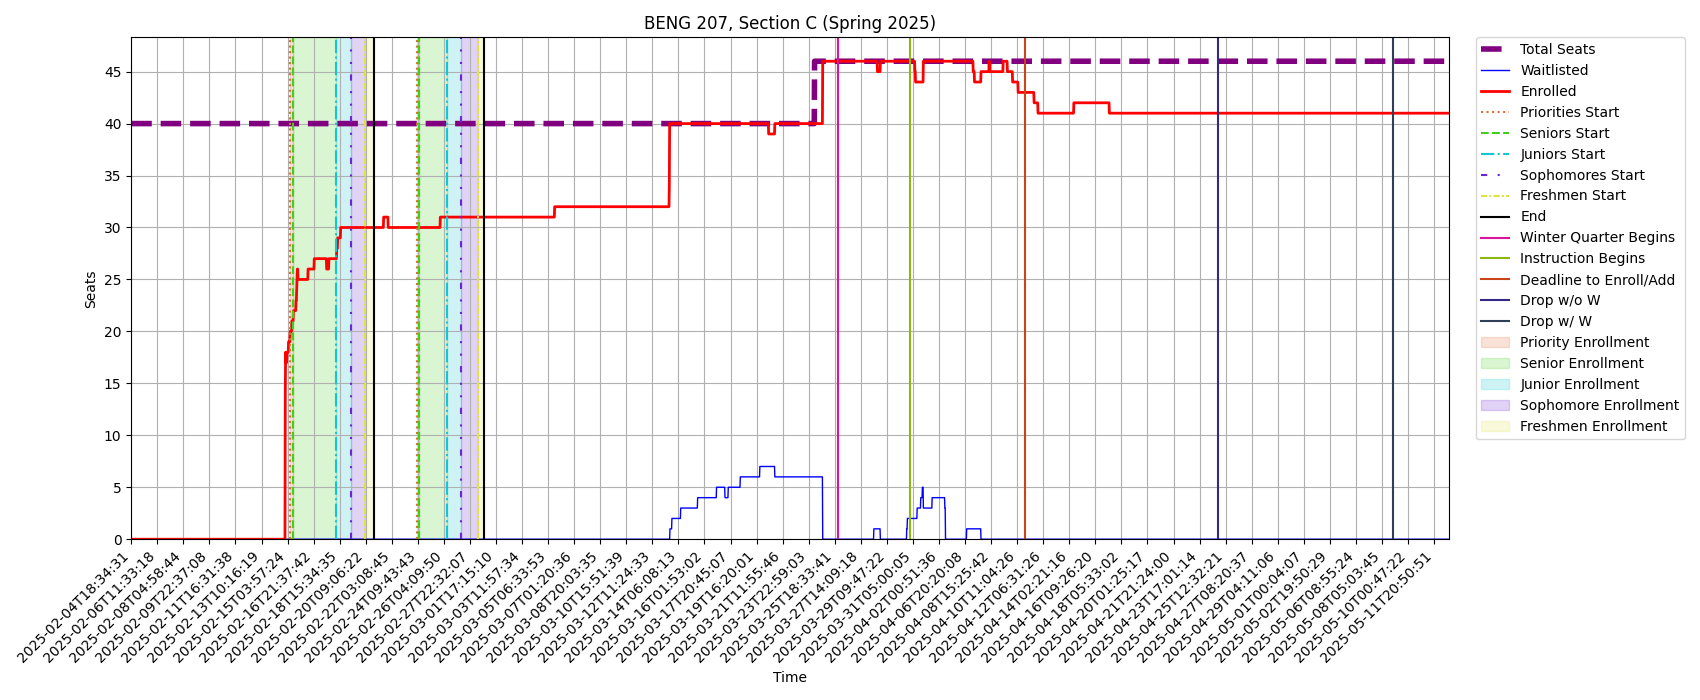 BENG 207, Section C (Spring 2025)
Seats
45
40
35
30
25
20
15
10
5
0
2025-02-04T18:34:31
2025-02-06T11:33:18
2025-02-08T04:58:44
2025-02-09T22:37:08
2025-02-11T16:31:38
2025-02-13T10:16:19
2025-02-15T03:57:24
2025-02-16T21:37:42
2025-02-18T15:34:35
2025-02-20T09:06:22
2025-02-22T03:08:45
2025-02-24T09:43:43
2025-02-26T04:09:50
2025-02-27T22:32:07
2025-03-01T17:15:10
2025-03-03T11:57:34
2025-03-05T06:33:53
2025-03-07T01:20:36
2025-03-08T20:03:35
2025-03-10T15:51:39
2025-03-12T11:24:33
2025-03-14T06:08:13
2025-03-16T01:53:02
2025-03-17T20:45:07
2025-03-19T16:20:01
2025-03-21T11:55:46
2025-03-23T22:59:03
2025-03-25T18:33:41
2025-03-27T14:09:18
2025-03-29T09:47:22
2025-03-31T05:00:05
2025-04-02T00:51:36
2025-04-06T20:20:08
2025-04-08T15:25:42
2025-04-10T11:04:26
2025-04-12T06:31:26
2025-04-14T02:21:16
2025-04-16T09:26:20
2025-04-18T05:33:02
2025-04-20T01:25:17
2025-04-21T21:24:00
2025-04-23T17:01:14
2025-04-25T12:32:21
2025-04-27T08:20:37
2025-04-29T04:11:06
2025-05-01T00:04:07
2025-05-02T19:50:29
2025-05-06T08:55:24
2025-05-08T05:03:45
2025-05-10T00:47:22
2025-05-11T20:50:51
Time
Total Seats
Waitlisted
Enrolled
Priorities Start
Seniors Start
Juniors Start
Sophomores Start
Freshmen Start
End
Winter Quarter Begins
Instruction Begins
Deadline to Enroll/Add
Drop w/o W
Drop w/ W
Priority Enrollment
Senior Enrollment
Junior Enrollment
Sophomore Enrollment
Freshmen Enrollment